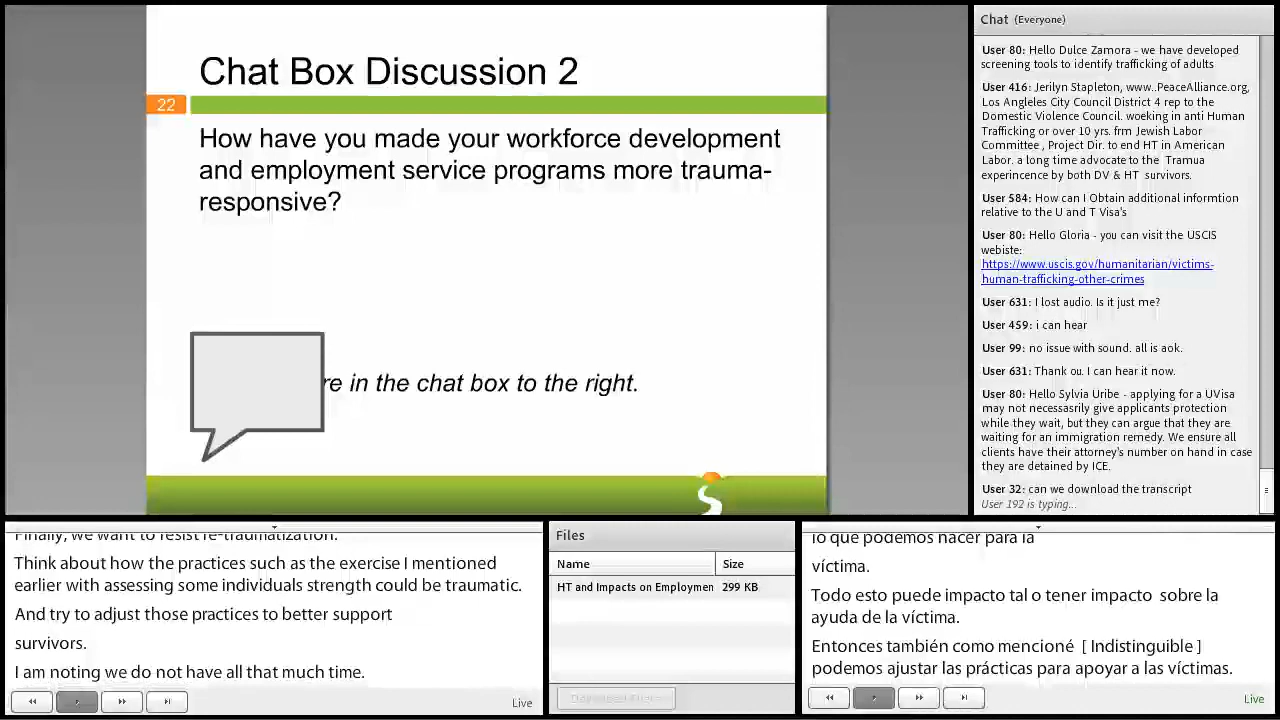 Chat Box Discussion 2
22
How have you made your workforce development
and employment service programs more trauma-
responsive?
re in the chat box to the right.
Chat (Everyone)
User 80: Hello Dulce Zamora - we have developed
screening tools to identify trafficking of adults
User 416: Jerilyn Stapleton, www..PeaceAlliance.org,
Los Angleles City Council District 4 rep to the
Domestic Violence Council. woeking in anti Human
Trafficking or over 10 yrs. frm Jewish Labor
Committee , Project Dir. to end HT in American
Labor. a long time advocate to the Tramua
experincence by both DV & HT survivors.
User 584: How can I Obtain additional informtion
relative to the U and T Visa's
User 80: Hello Gloria - you can visit the USCIS
webiste:
https://www.uscis.gov/humanitarian/victims-
human-trafficking-other-crimes
User 631: I lost audio. Is it just me?
User 459: i can hear
User 99: no issue with sound. all is aok.
User 631: Thank ou. I can hear it now.
User 80: Hello Sylvia Uribe - applying for a UVisa
may not necessasrily give applicants protection
while they wait, but they can argue that they are
waiting for an immigration remedy. We ensure all
clients have their attorney's number on hand in case
they are detained by ICE.
User 32: can we download the transcript
User 192 is typing...
Finally, we want to resist re-traumatization.
Think about how the practices such as the exercise I mentioned
earlier with assessing some individuals strength could be traumatic.
And try to adjust those practices to better support
survivors.
I am noting we do not have all that much time.
Live
Files
Name Size
HT and Impacts on Employmen 299 KB
lo que podemos hacer para la
víctima.
Todo esto puede impacto tal o tener impacto sobre la
ayuda de la víctima.
Entonces también como mencioné [ Indistinguible ]
podemos ajustar las prácticas para apoyar a las víctimas.
Live